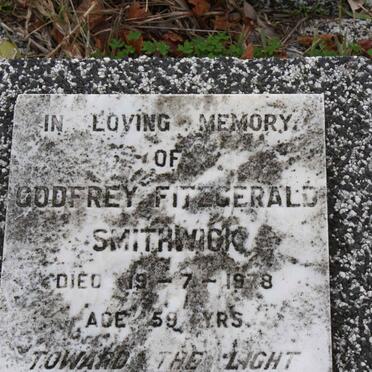 IN LOVING MEMORY
OF
GODFREY FITZGERALD
SMITHWICK
DIED 19-7-1978
AGE 59 YRS.
TOWARD THE LIGHT